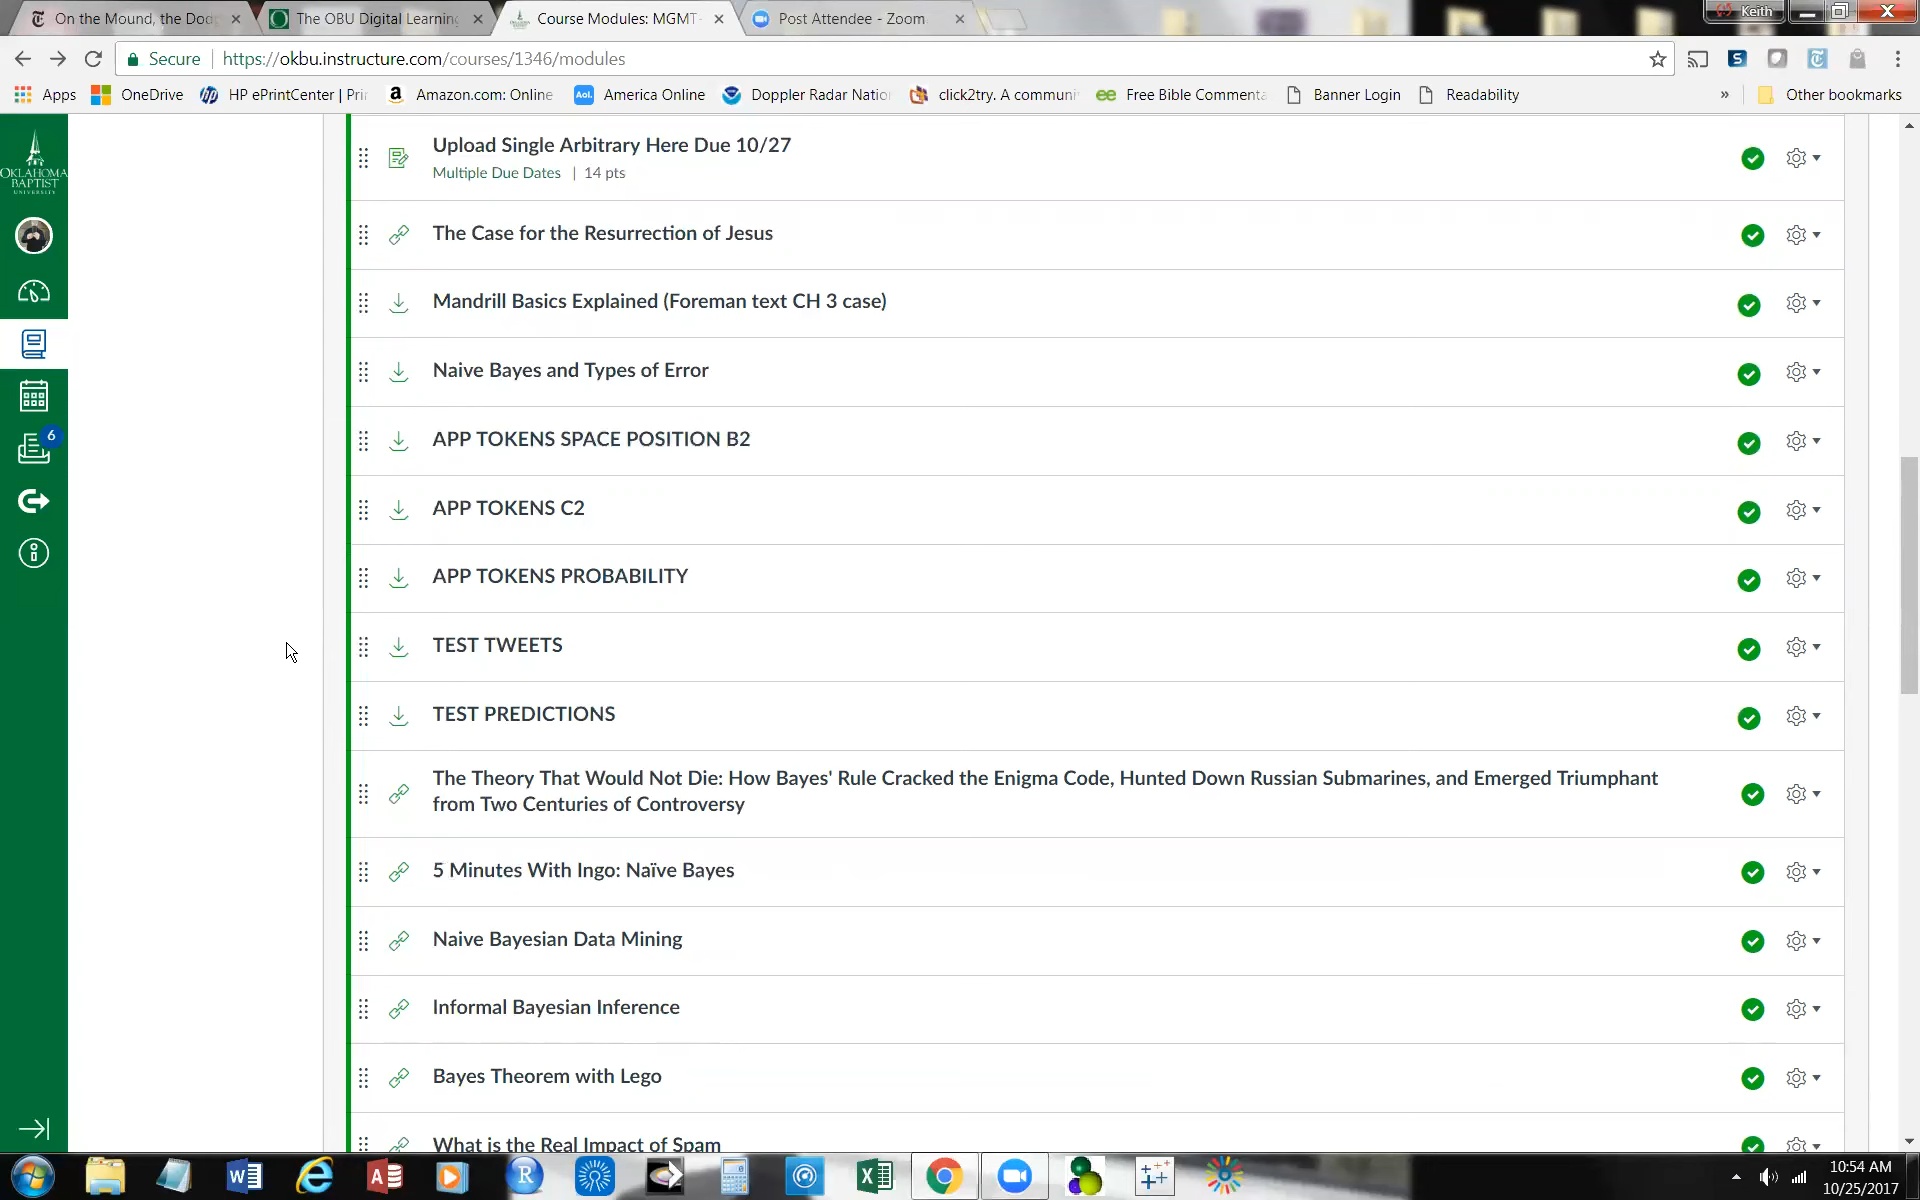 On the Mound, the Dod
The OBU Digital Learning
Course Modules: MGMT-
Post Attendee - Zoom
Keith
Secure
https://okbu.instructure.com/courses/1346/modules
Apps
OneDrive
HP ePrintCenter | Pri
Amazon.com: Online
Aol.
America Online
Doppler Radar Natio
click2try. A communi
Free Bible Commenta
Banner Login
Readability
»
Other bookmarks
OKLAHOMA
BAPTIST
UNIVERSITY
6
Upload Single Arbitrary Here Due 10/27
Multiple Due Dates | 14 pts
The Case for the Resurrection of Jesus
Mandrill Basics Explained (Foreman text CH 3 case)
Naive Bayes and Types of Error
APP TOKENS SPACE POSITION B2
APP TOKENS C2
APP TOKENS PROBABILITY
TEST TWEETS
TEST PREDICTIONS
The Theory That Would Not Die: How Bayes' Rule Cracked the Enigma Code, Hunted Down Russian Submarines, and Emerged Triumphant
from Two Centuries of Controversy
5 Minutes With Ingo: Naïve Bayes
Naive Bayesian Data Mining
Informal Bayesian Inference
Bayes Theorem with Lego
What is the Real Impact of Spam
10:54 AM
10/25/2017